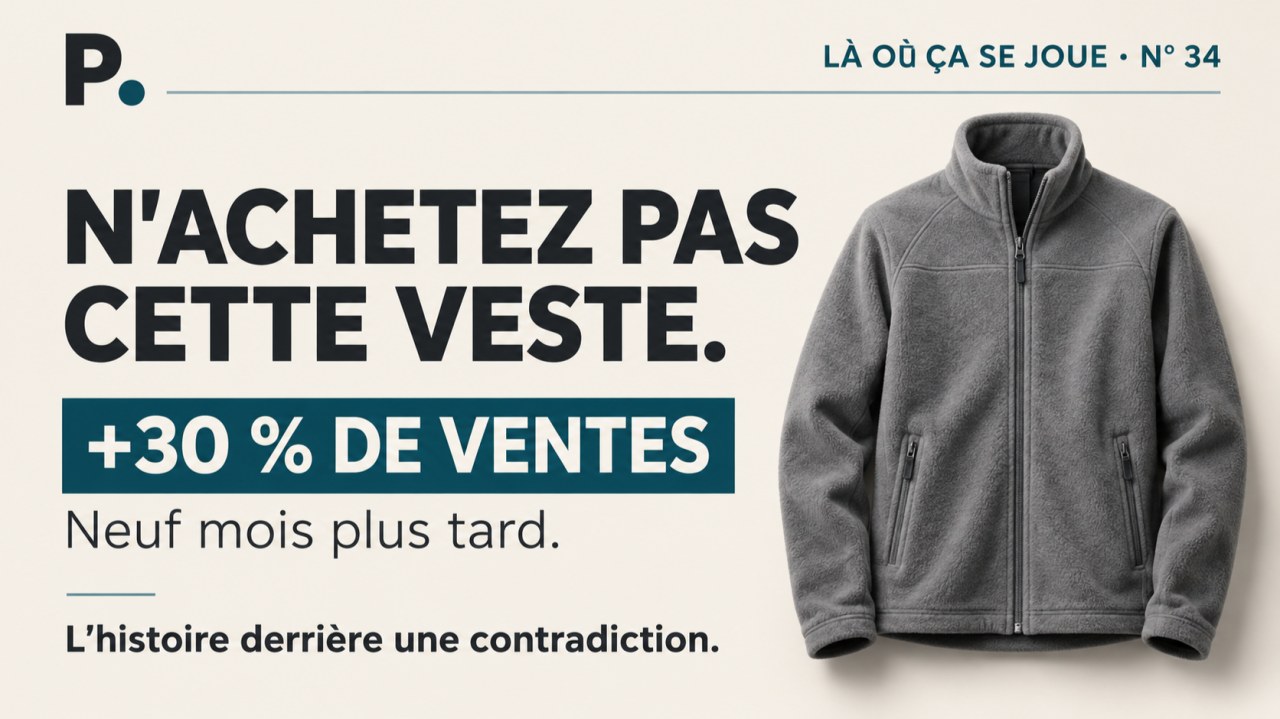 P.
LÀ OÙ ÇA SE JOUE • N° 34
N'ACHETEZ PAS
CETTE VESTE.
+30 % DE VENTES
Neuf mois plus tard.
L’histoire derrière une contradiction.